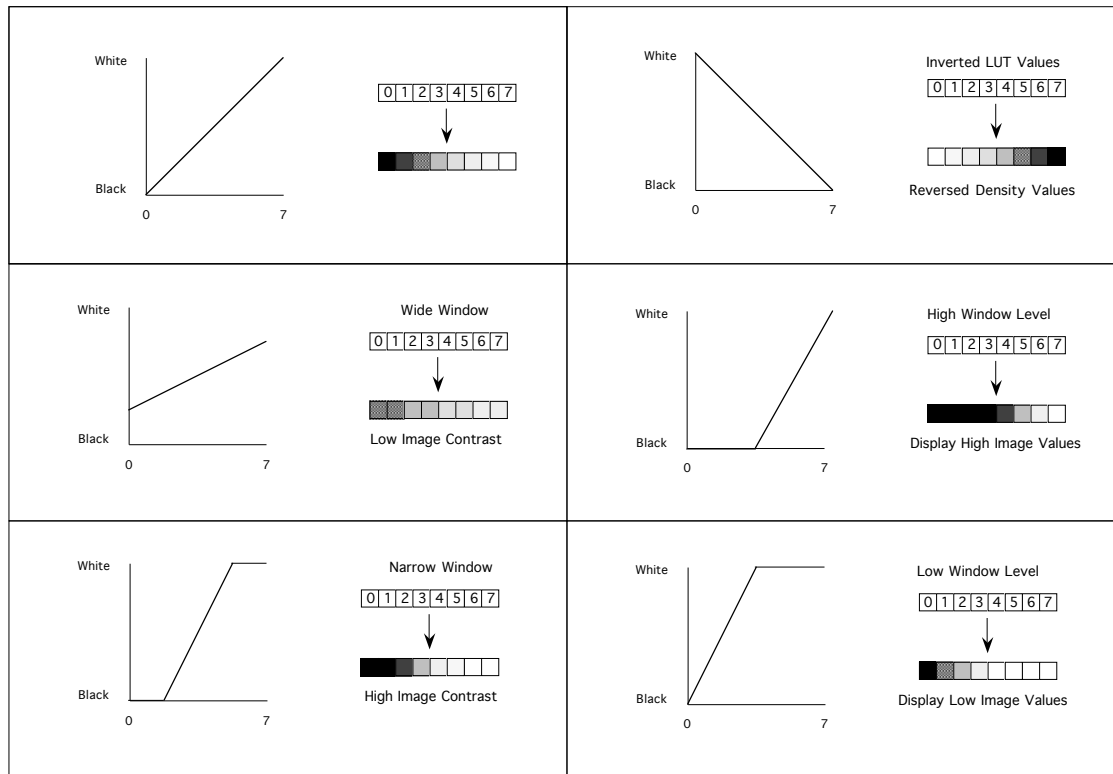 White
0 1 2 3 4 5 6 7
Black
0 7
Inverted LUT Values
0 1 2 3 4 5 6 7
Black
Reversed Density Values
0 7
White
Wide Window
0 1 2 3 4 5 6 7
Low Image Contrast
Black
0 7
White
High Window Level
0 1 2 3 4 5 6 7
Black
Display High Image Values
0 7
White
Narrow Window
0 1 2 3 4 5 6 7
Black
High Image Contrast
0 7
White
Low Window Level
0 1 2 3 4 5 6 7
Black
Display Low Image Values
0 7